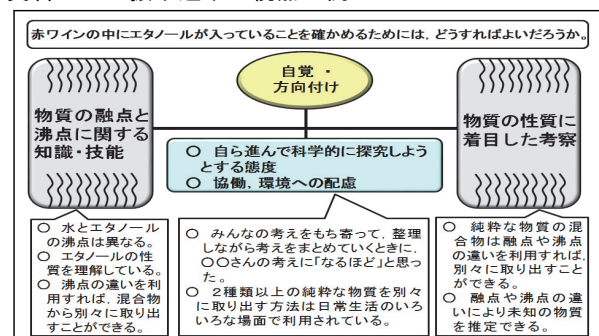 赤ワインの中にエタノールが入っていることを確かめるためには，どうすればよいだろうか。
自覚・
方向付け
物質の融点と
沸点に関する
知識・技能
物質の性質に
着目した考察
○ 自ら進んで科学的に探究しよう
とする態度
○ 協働，環境への配慮
○ 水とエタノール
の沸点は異なる。
○ エタノールの性
質を理解している。
○ 沸点の違いを利
用すれば，混合物
から別々に取り出
すことができる。
○ みんなの考えをもち寄って，整理
しながら考えをまとめていくときに，
〇〇さんの考えに「なるほど」と思っ
た。
○ 2種類以上の純粋な物質を別々
に取り出す方法は日常生活のいろ
いろな場面で利用されている。
○ 純粋な物質の混
合物は融点や沸点
の違いを利用すれば，
別々に取り出すこと
ができる。
○ 融点や沸点の違
いにより未知の物質
を推定できる。